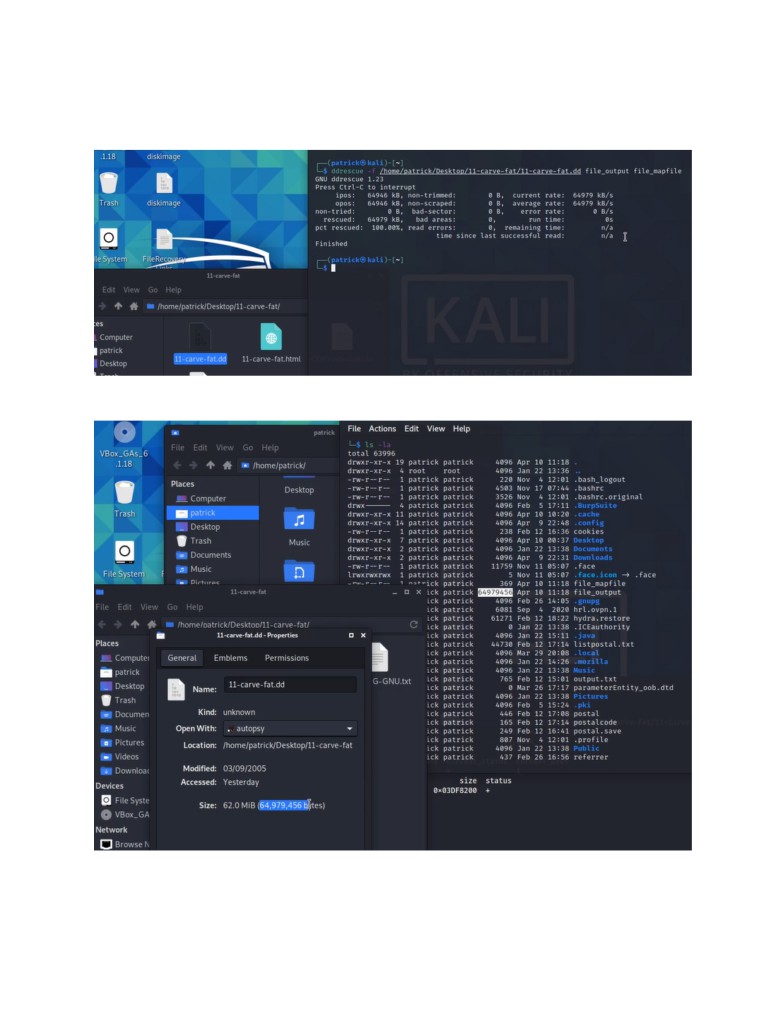 .1.18
diskimage
Trash
diskimage
File System
FileRecovery
┌──(patrick㉿kali)-[~]
└─$ ddrescue -f /home/patrick/Desktop/11-carve-fat/11-carve-fat.dd file_output file_mapfile
GNU ddrescue 1.23
Press Ctrl-C to interrupt
ipos: 64946 kB, non-trimmed: 0 B, current rate: 64979 kB/s
opos: 64946 kB, non-scraped: 0 B, average rate: 64979 kB/s
non-tried: 0 B, bad-sector: 0 B, error rate: 0 B/s
rescued: 64979 kB, bad areas: 0, run time: 0s
pct rescued: 100.00%, read errors: 0, remaining time: n/a
time since last successful read: n/a
Finished
┌──(patrick㉿kali)-[~]
└─$
KALI
BY OFFENSIVE SECURITY
11-carve-fat
Edit View Go Help
/home/patrick/Desktop/11-carve-fat/
ces
Computer
patrick
Desktop
Trash
11-carve-fat.dd
11-carve-fat.html
VBox_GAs_6
.1.18
Trash
File System
patrick
File Edit View Go Help
/home/patrick/
Places
Computer
patrick
Desktop
Trash
Documents
Music
Pictures
Desktop
Music
File Actions Edit View Help
└─$ ls -la
total 63996
drwxr-xr-x 19 patrick patrick 4096 Apr 10 11:18 .
drwxr-xr-x 4 root root 4096 Jan 22 13:36 ..
-rw-r--r-- 1 patrick patrick 220 Nov 4 12:01 .bash_logout
-rw-r--r-- 1 patrick patrick 4503 Nov 17 07:44 .bashrc
-rw-r--r-- 1 patrick patrick 3526 Nov 4 12:01 .bashrc.original
drwx------ 4 patrick patrick 4096 Feb 5 17:11 .BurpSuite
drwxr-xr-x 11 patrick patrick 4096 Apr 10 10:20 .cache
drwxr-xr-x 14 patrick patrick 4096 Apr 9 22:48 .config
-rw-r--r-- 1 patrick patrick 238 Feb 12 16:36 cookies
drwxr-xr-x 7 patrick patrick 4096 Apr 10 00:37 Desktop
drwxr-xr-x 2 patrick patrick 4096 Jan 22 13:38 Documents
drwxr-xr-x 2 patrick patrick 4096 Apr 9 22:31 Downloads
-rw-r--r-- 1 patrick patrick 11759 Nov 11 05:07 .face
lrwxrwxrwx 1 patrick patrick 5 Nov 11 05:07 .face.icon → .face
-rw-r--r-- 1 patrick patrick 369 Apr 10 11:18 file_mapfile
ick patrick 64979456 Apr 10 11:18 file_output
ick patrick 4096 Feb 26 14:05 .gnupg
ick patrick 6081 Sep 4 2020 hrl.ovpn.1
ick patrick 61271 Feb 12 18:22 hydra.restore
ick patrick 0 Jan 22 13:38 .ICEauthority
ick patrick 4096 Jan 22 15:11 .java
ick patrick 44730 Feb 12 17:14 listpostal.txt
ick patrick 4096 Mar 29 20:08 .local
ick patrick 4096 Jan 22 14:26 .mozilla
ick patrick 4096 Jan 22 13:38 Music
ick patrick 765 Feb 12 15:01 output.txt
ick patrick 0 Mar 26 17:17 parameterEntity_oob.dtd
ick patrick 4096 Jan 22 13:38 Pictures
ick patrick 4096 Feb 5 15:24 .pki
ick patrick 446 Feb 12 17:08 postal
ick patrick 165 Feb 12 17:14 postalcode
ick patrick 249 Feb 12 16:41 postal.save
ick patrick 807 Nov 4 12:01 .profile
ick patrick 4096 Jan 22 13:38 Public
ick patrick 437 Feb 26 16:56 referrer
size status
0×03DF8200 +
11-carve-fat
File Edit View Go Help
/home/patrick/Desktop/11-carve-fat/
Places
Computer
patrick
Desktop
Trash
Documen
Music
Pictures
Videos
Downloac
Devices
File Syste
VBox_GA
Network
Browse N
G-GNU.txt
11-carve-fat.dd - Properties
General Emblems Permissions
Name: 11-carve-fat.dd
Kind: unknown
Open With: autopsy
Location: /home/patrick/Desktop/11-carve-fat
Modified: 03/09/2005
Accessed: Yesterday
Size: 62.0 MiB (64,979,456 bytes)